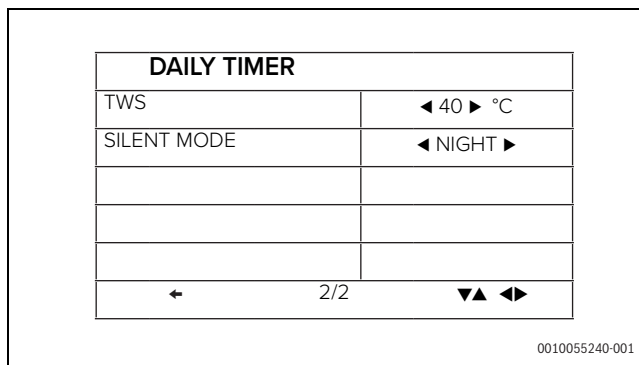 DAILY TIMER
TWS ◀ 40 ▶ °C
SILENT MODE ◀ NIGHT ▶
← 2/2 ▼▲ ◀▶
0010055240-001